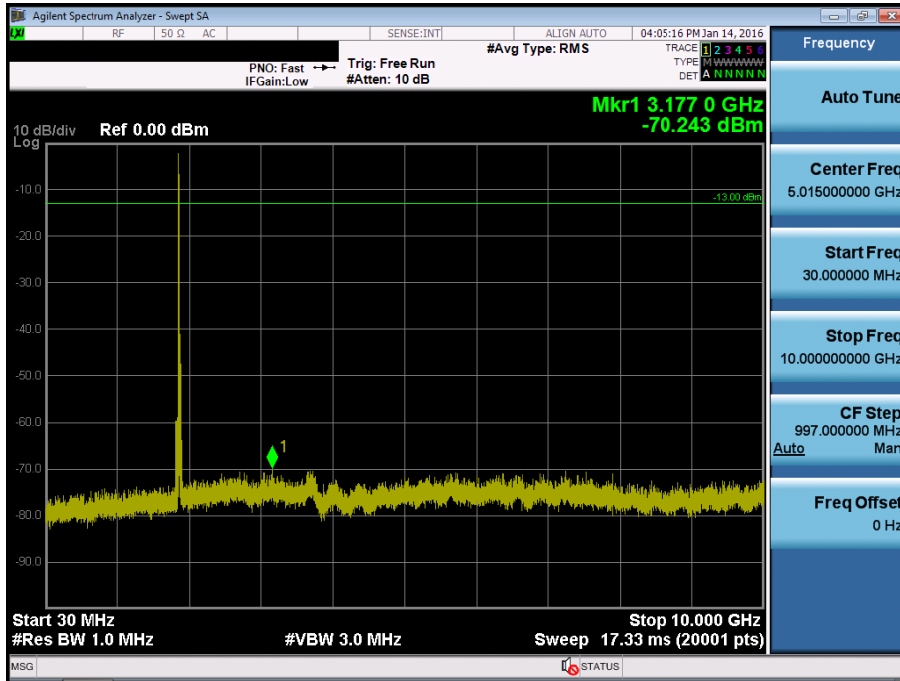 Agilent Spectrum Analyzer - Swept SA
LXI RF 50 Ω AC SENSE:INT ALIGN AUTO 04:05:16 PM Jan 14, 2016
#Avg Type: RMS
TRACE 1 2 3 4 5 6
TYPE M WWWWW
DET A N N N N N
PNO: Fast
IFGain:Low
Trig: Free Run
#Atten: 10 dB
Mkr1 3.177 0 GHz
-70.243 dBm
10 dB/div Ref 0.00 dBm
Log
-10.0
-13.00 dBm
-20.0
-30.0
-40.0
-50.0
-60.0
1
-70.0
-80.0
-90.0
Start 30 MHz Stop 10.000 GHz
#Res BW 1.0 MHz #VBW 3.0 MHz Sweep 17.33 ms (20001 pts)
MSG STATUS
Frequency
Auto Tune
Center Freq
5.015000000 GHz
Start Freq
30.000000 MHz
Stop Freq
10.000000000 GHz
CF Step
997.000000 MHz
Auto Man
Freq Offset
0 Hz